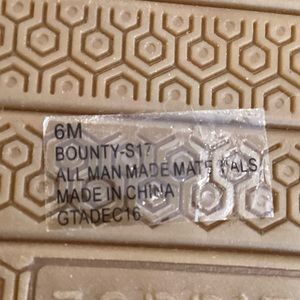 6M
BOUNTY-S17
ALL MAN MADE MATERIALS
MADE IN CHINA
GTADEC16